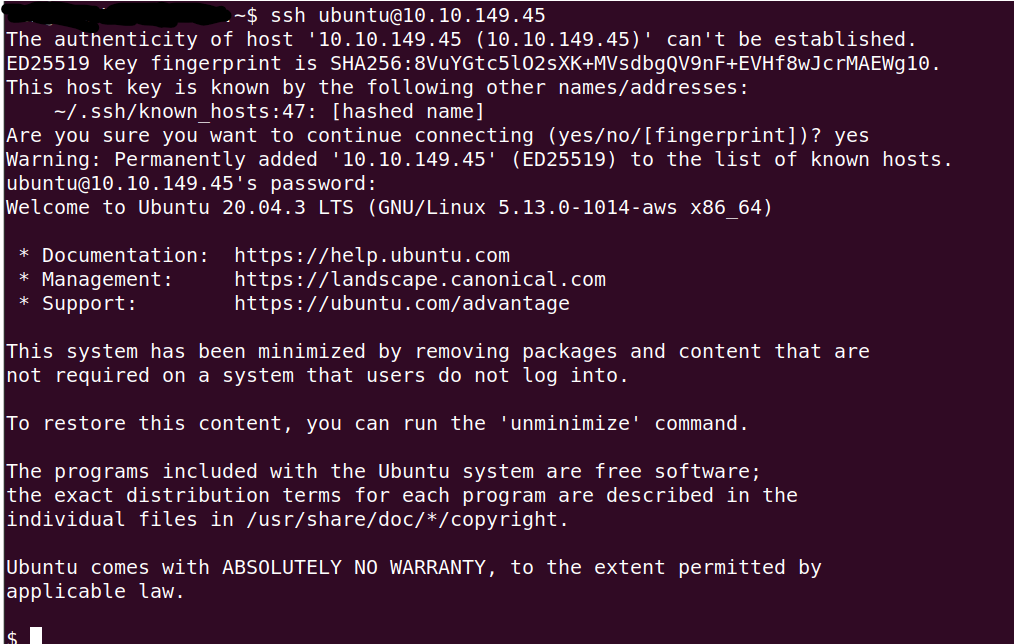 ~$ ssh ubuntu@10.10.149.45
The authenticity of host '10.10.149.45 (10.10.149.45)' can't be established.
ED25519 key fingerprint is SHA256:8VuYGtc5lO2sXK+MVsdbgQV9nF+EVHf8wJcrMAEWg10.
This host key is known by the following other names/addresses:
    ~/.ssh/known_hosts:47: [hashed name]
Are you sure you want to continue connecting (yes/no/[fingerprint])? yes
Warning: Permanently added '10.10.149.45' (ED25519) to the list of known hosts.
ubuntu@10.10.149.45's password:
Welcome to Ubuntu 20.04.3 LTS (GNU/Linux 5.13.0-1014-aws x86_64)

 * Documentation:  https://help.ubuntu.com
 * Management:     https://landscape.canonical.com
 * Support:        https://ubuntu.com/advantage

This system has been minimized by removing packages and content that are
not required on a system that users do not log into.

To restore this content, you can run the 'unminimize' command.

The programs included with the Ubuntu system are free software;
the exact distribution terms for each program are described in the
individual files in /usr/share/doc/*/copyright.

Ubuntu comes with ABSOLUTELY NO WARRANTY, to the extent permitted by
applicable law.

$